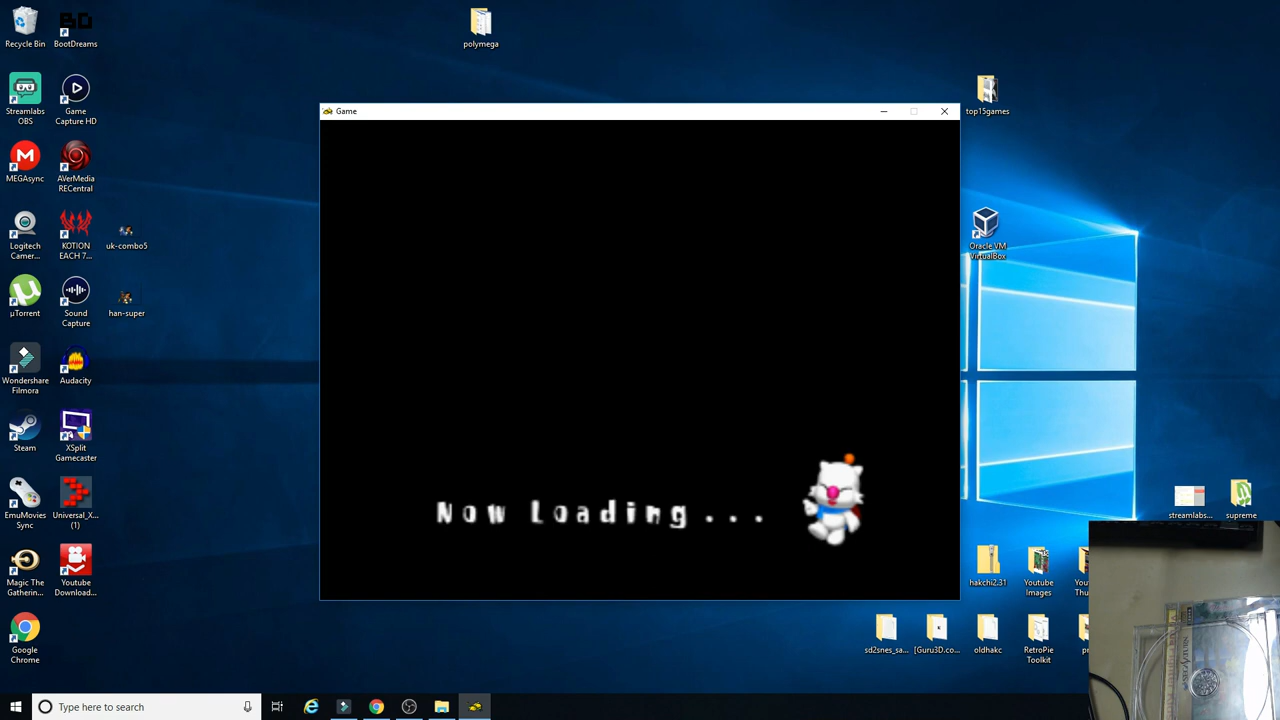 Recycle Bin
BootDreams
polymega
Streamlabs OBS
Game Capture HD
top15games
MEGAsync
AVerMedia RECentral
Game
Logitech Camer...
KOTION EACH 7...
uk-combo5
Oracle VM VirtualBox
µTorrent
Sound Capture
han-super
Wondershare Filmora
Audacity
Steam
XSplit Gamecaster
Now Loading...
EmuMovies Sync
Universal_X... (1)
streamlabs...
supreme
Magic The Gatherin...
Youtube Download...
hakchi2.31
Youtube Images
Google Chrome
sd2snes_sa...
[Guru3D.co...
oldhakc
RetroPie Toolkit
Type here to search